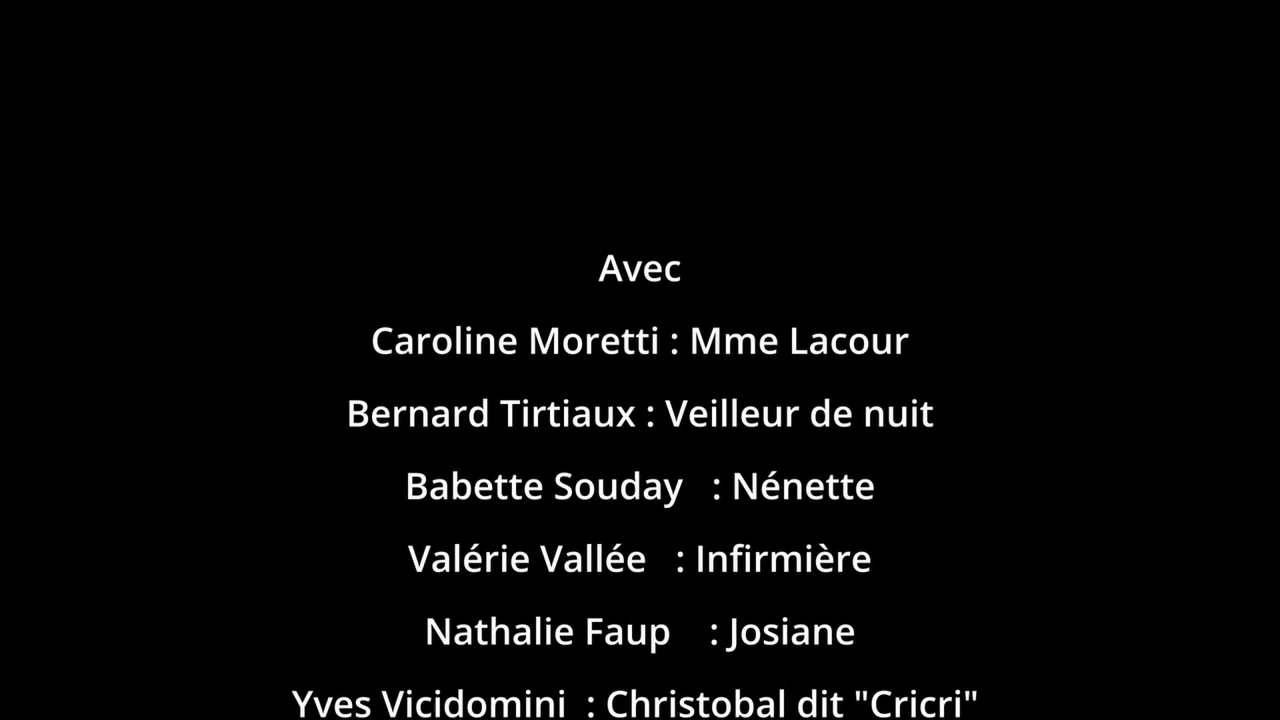 Avec
Caroline Moretti : Mme Lacour
Bernard Tirtiaux : Veilleur de nuit
Babette Souday : Nénette
Valérie Vallée : Infirmière
Nathalie Faup : Josiane
Yves Vicidomini : Christobal dit "Cricri"